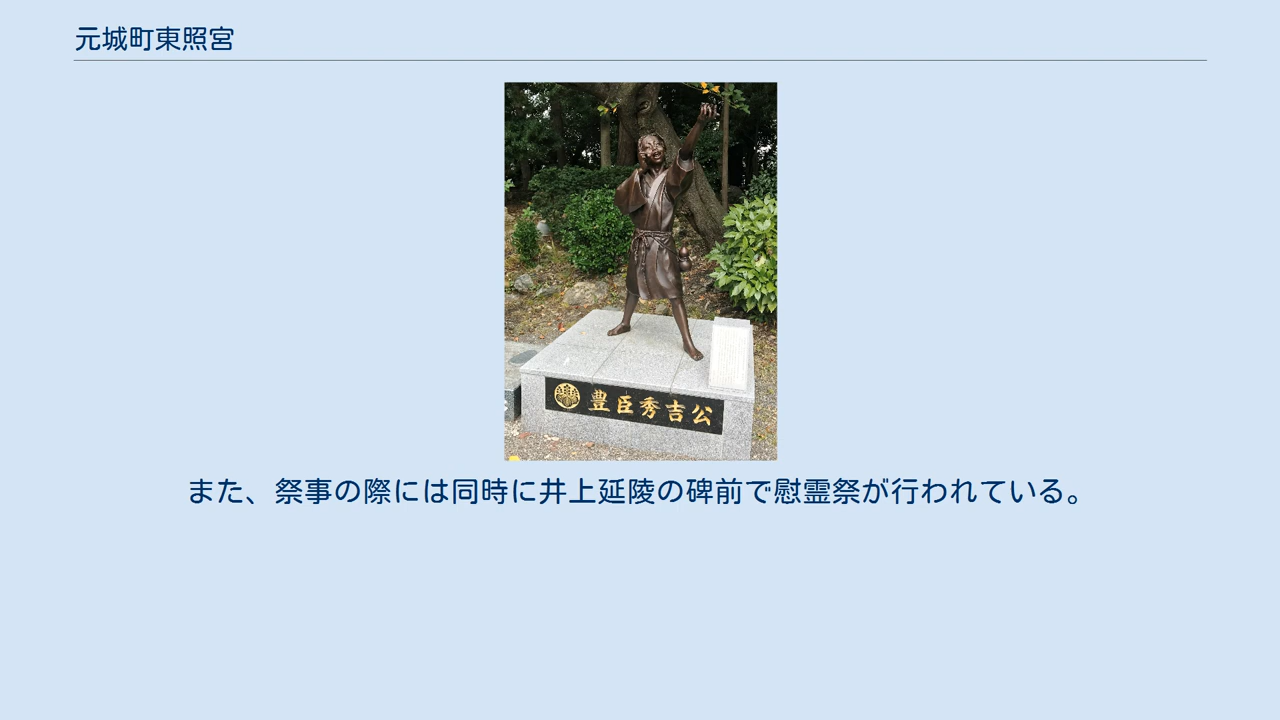 元城町東照宮
豊臣秀吉公
また、祭事の際には同時に井上延陵の碑前で慰霊祭が行われている。